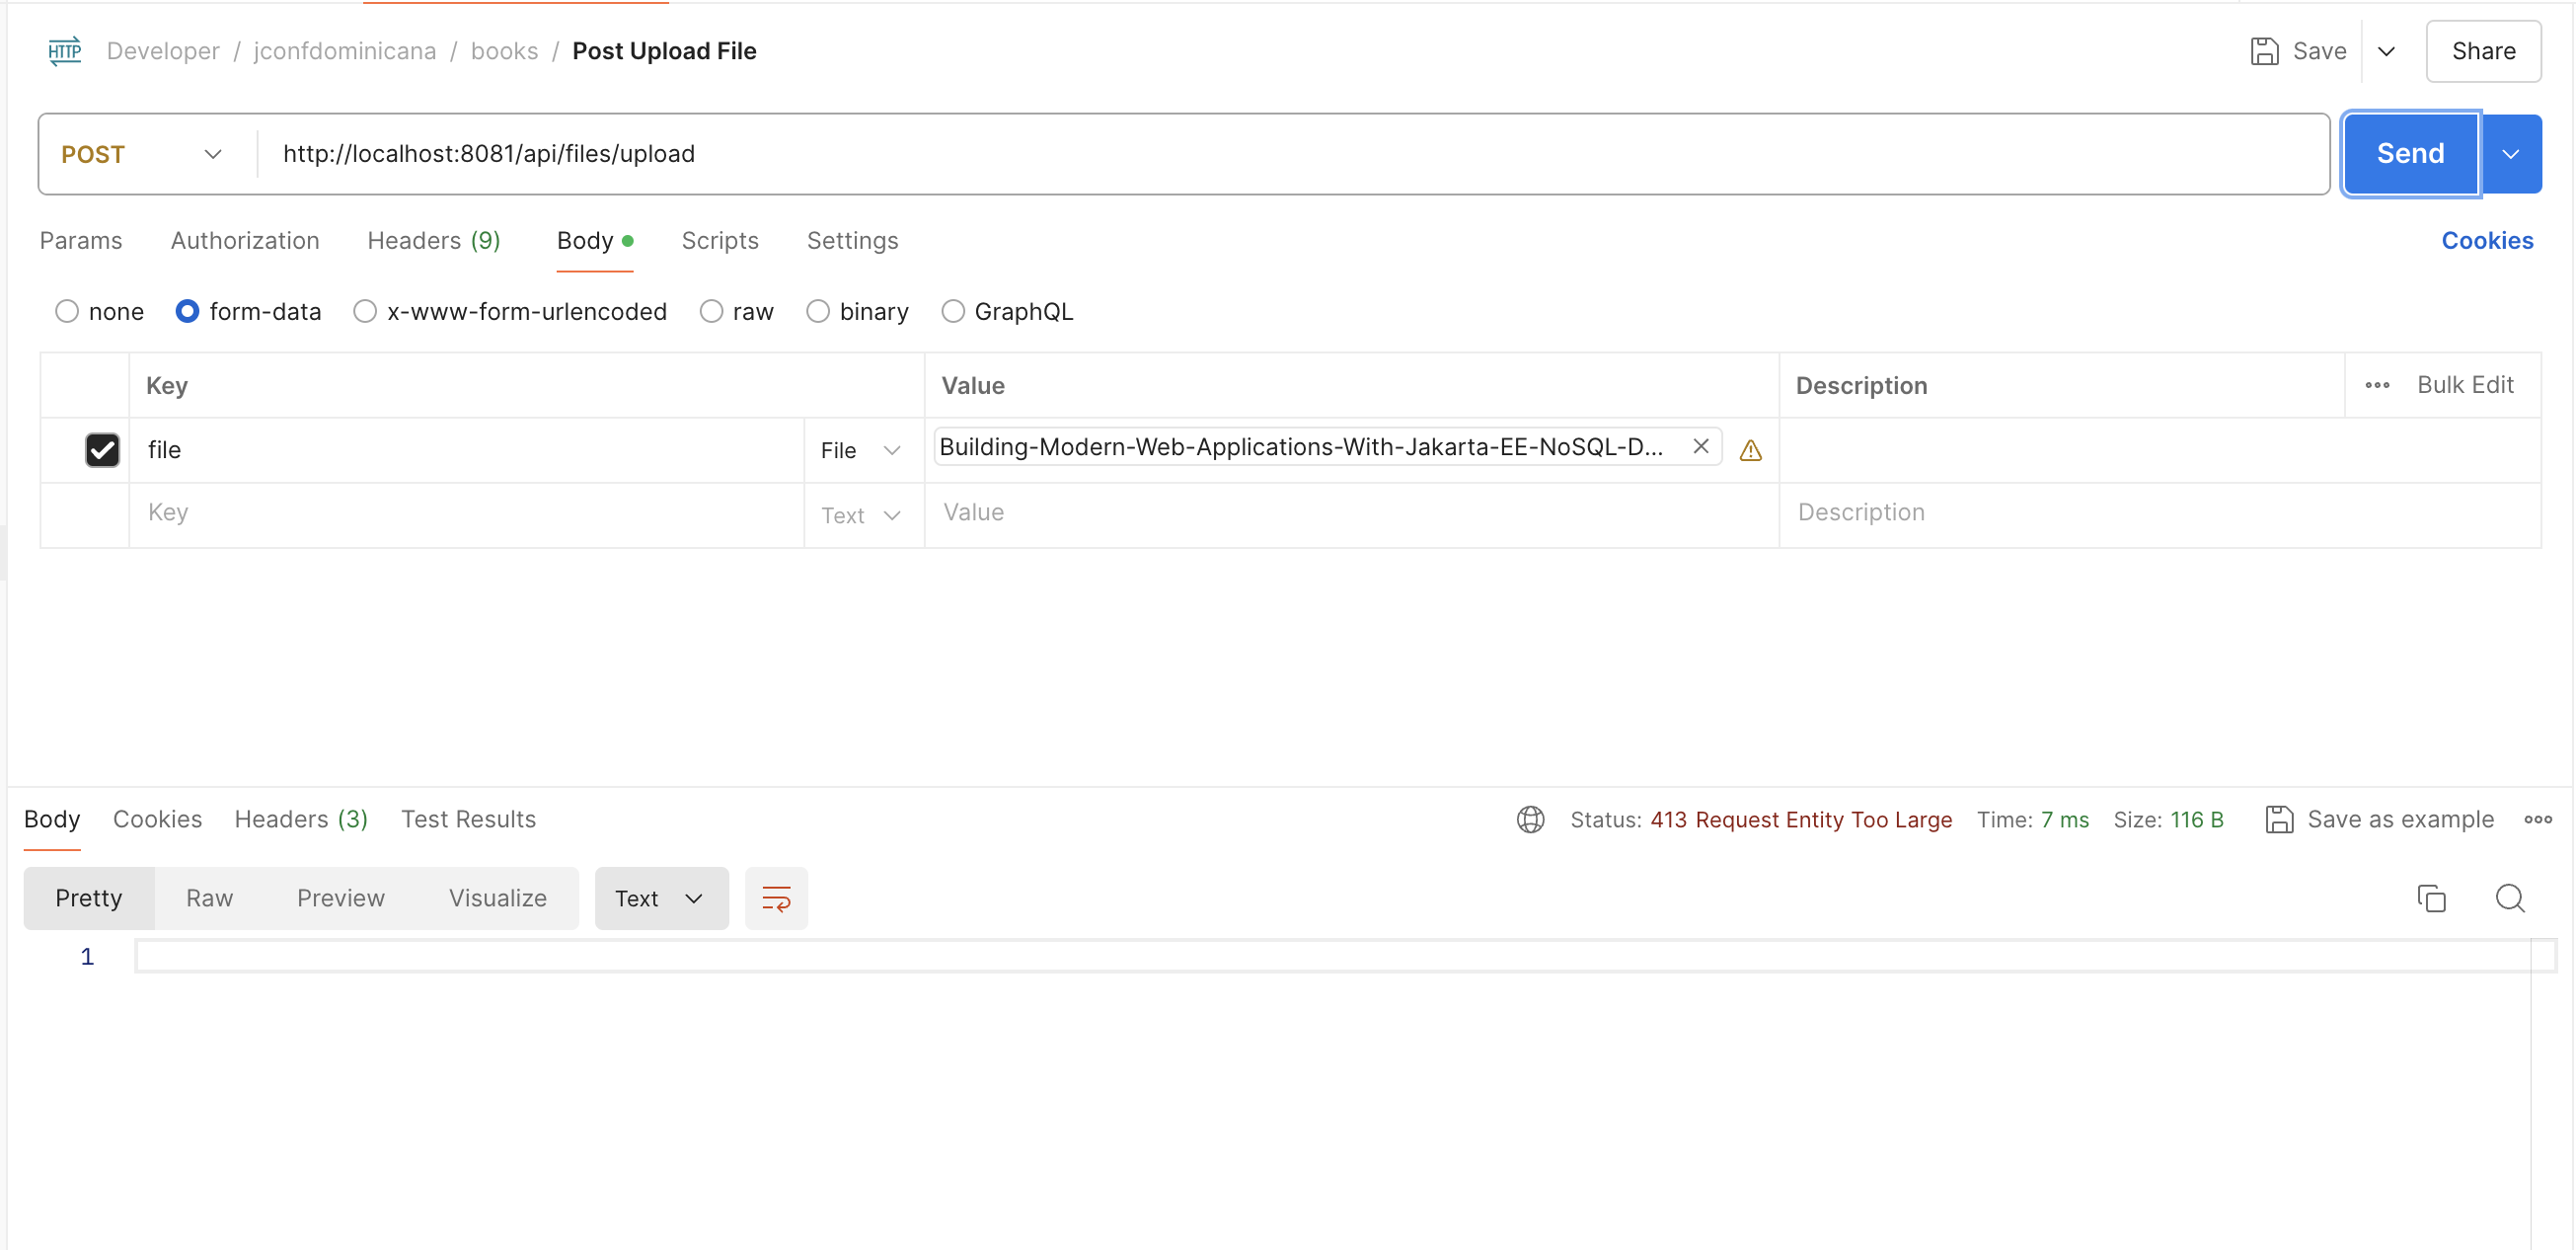 HTTP Developer / jconfdominicana / books / Post Upload File Save Share
POST http://localhost:8081/api/files/upload Send
Params Authorization Headers (9) Body Scripts Settings Cookies
none form-data x-www-form-urlencoded raw binary GraphQL
Key Value Description Bulk Edit
file File Building-Modern-Web-Applications-With-Jakarta-EE-NoSQL-D...
Key Text Value Description
Body Cookies Headers (3) Test Results Status: 413 Request Entity Too Large Time: 7 ms Size: 116 B Save as example
Pretty Raw Preview Visualize Text
1